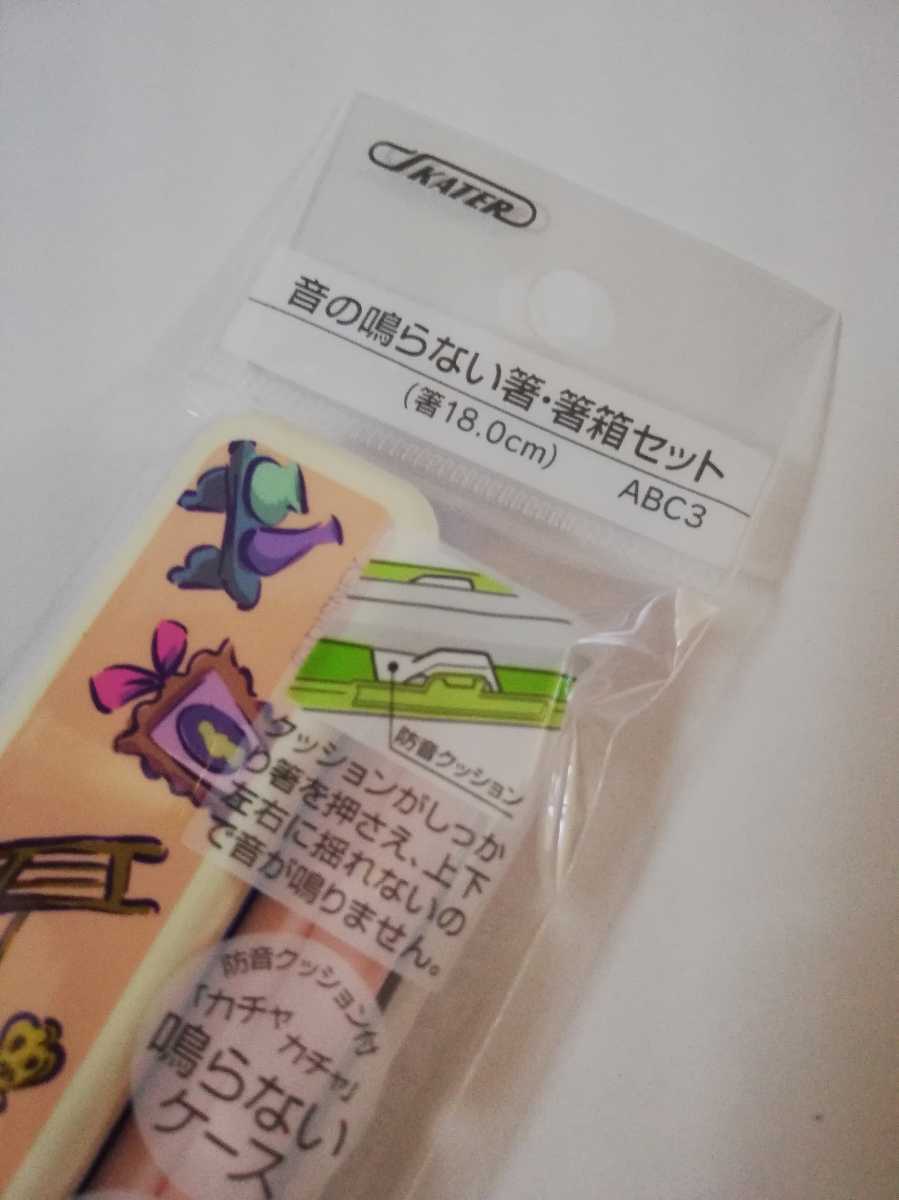 SKATER
音の鳴らない箸・箸箱セット
(箸18.0cm)
ABC3
防音クッション
クッションがしっか
り箸を押さえ、上下
左右に揺れないの
で音が鳴りません。
防音クッションで
「カチャカチャ」
鳴らない
ケース